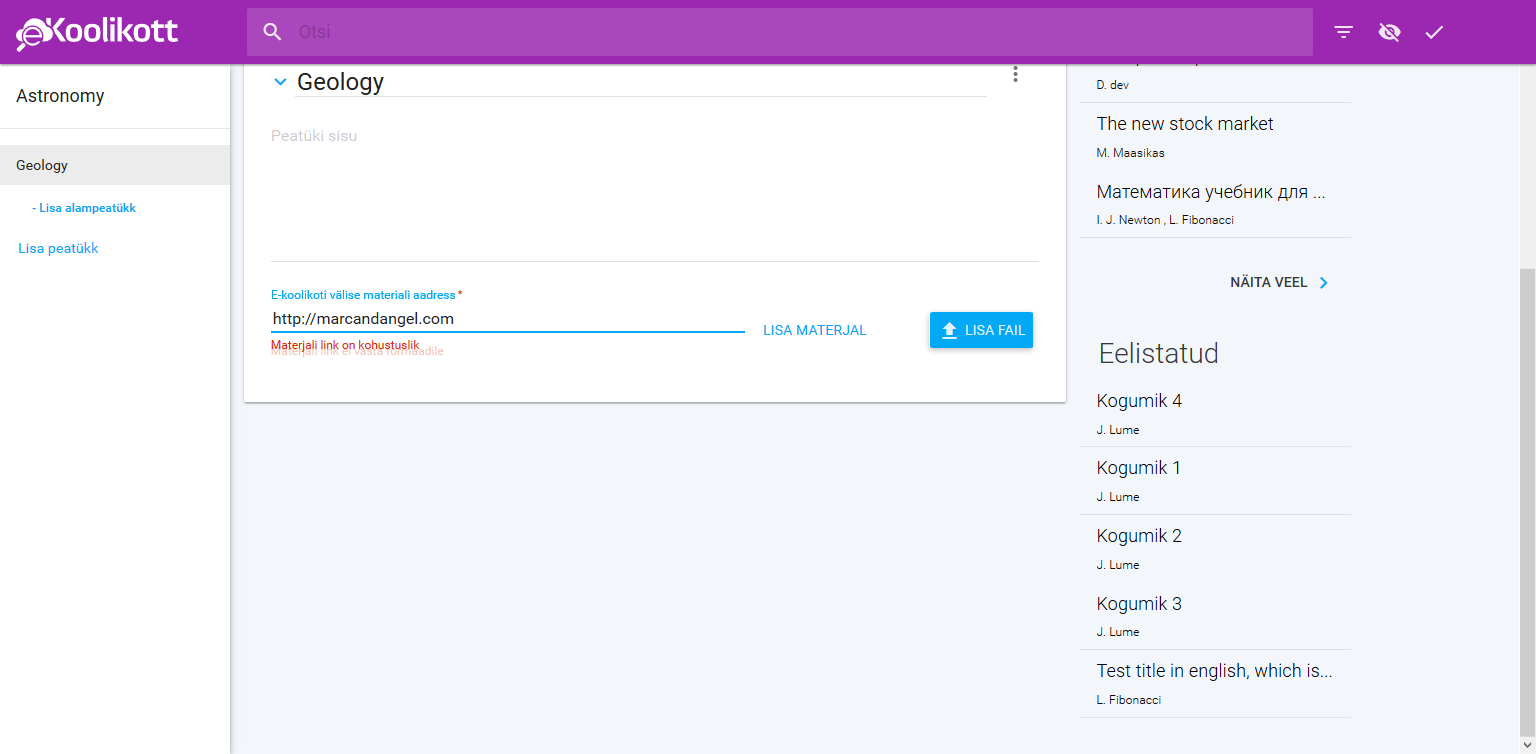 eKoolikott
Otsi
Astronomy
Geology
- Lisa alampeatükk
Lisa peatükk
Geology
Peatüki sisu
E-koolikoti välise materiali aadress *
http://marcandangel.com
LISA MATERJAL
LISA FAIL
Materjali link on kohustuslik
Materjali link ei vasta formaadile
D. dev
The new stock market
M. Maasikas
Математика учебник для ...
I. J. Newton , L. Fibonacci
NÄITA VEEL
Eelistatud
Kogumik 4
J. Lume
Kogumik 1
J. Lume
Kogumik 2
J. Lume
Kogumik 3
J. Lume
Test title in english, which is...
L. Fibonacci